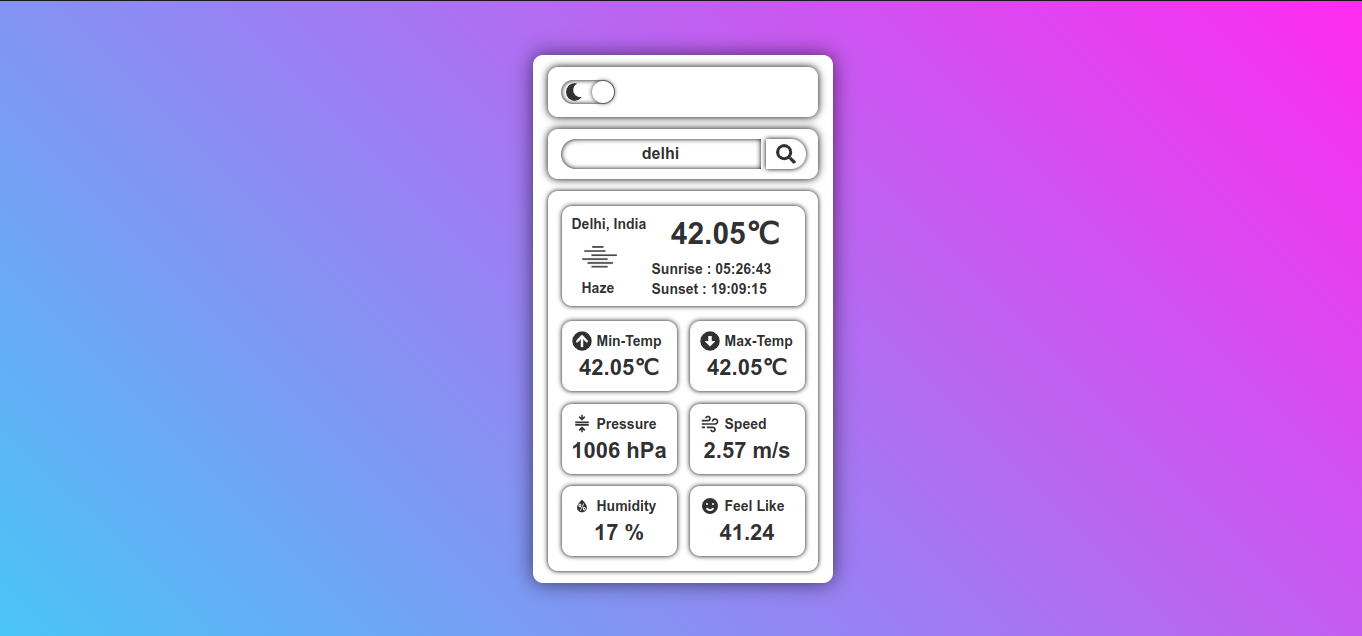 delhi
Delhi, India
42.05℃
Haze
Sunrise : 05:26:43
Sunset : 19:09:15
Min-Temp
42.05℃
Max-Temp
42.05℃
Pressure
1006 hPa
Speed
2.57 m/s
Humidity
17 %
Feel Like
41.24